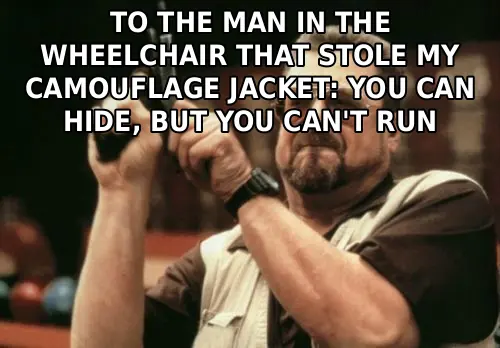 TO THE MAN IN THE
WHEELCHAIR THAT STOLE MY
CAMOUFLAGE JACKET: YOU CAN
HIDE, BUT YOU CAN'T RUN